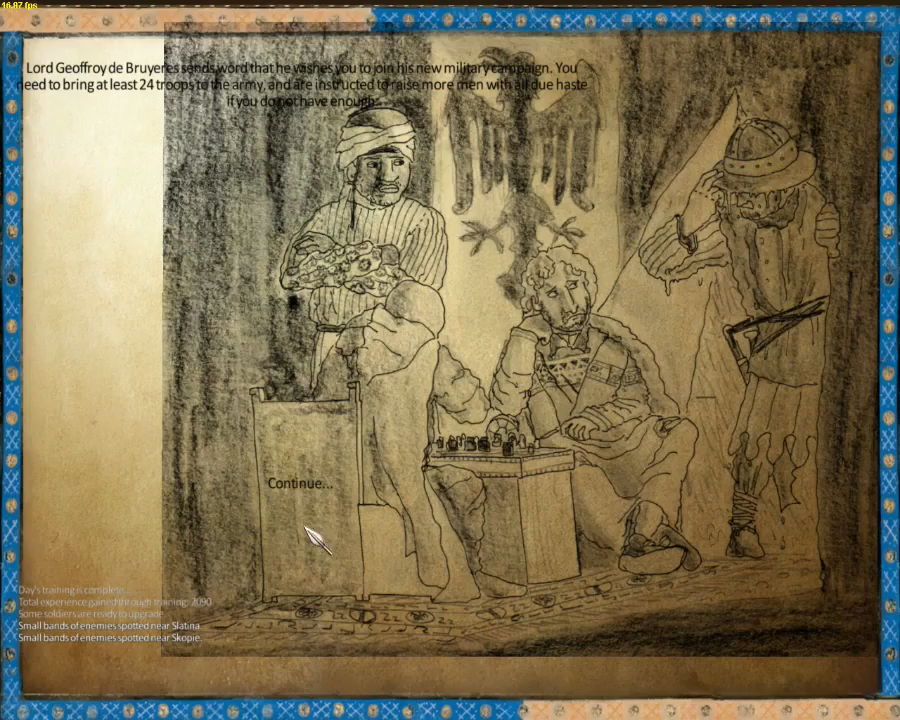 16.87 fps
Lord Geoffroy de Bruyeres sends word that he wishes you to join his new military campaign. You
need to bring at least 24 troops to the army, and are instructed to raise more men with all due haste
if you do not have enough.
Continue...
Day's training is complete...
Total experience gained through training: 2090
Some soldiers are ready to upgrade.
Small bands of enemies spotted near Slatina.
Small bands of enemies spotted near Skopie.